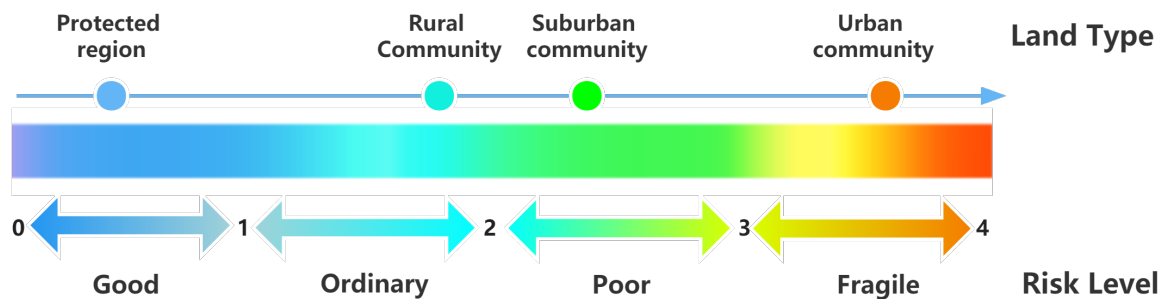 Protected
region
Rural
Community
Suburban
community
Urban
community
Land Type
0
1
2
3
4
Good
Ordinary
Poor
Fragile
Risk Level